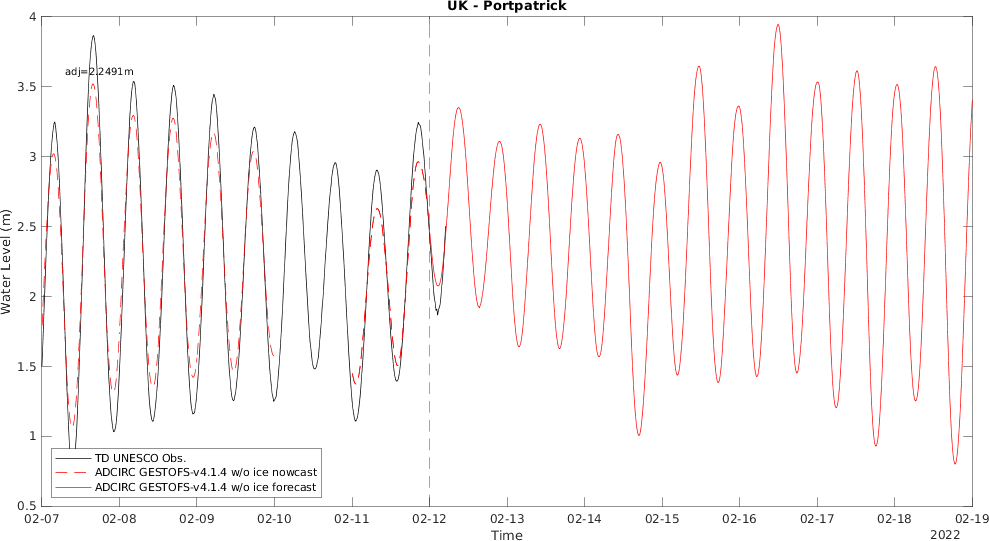 UK - Portpatrick
adj=2.2491m
4
3.5
3
2.5
2
1.5
1
0.5
Water Level (m)
TD UNESCO Obs.
ADCIRC GESTOFS-v4.1.4 w/o ice nowcast
ADCIRC GESTOFS-v4.1.4 w/o ice forecast
02-07 02-08 02-09 02-10 02-11 02-12 02-13 02-14 02-15 02-16 02-17 02-18 02-19
Time
2022